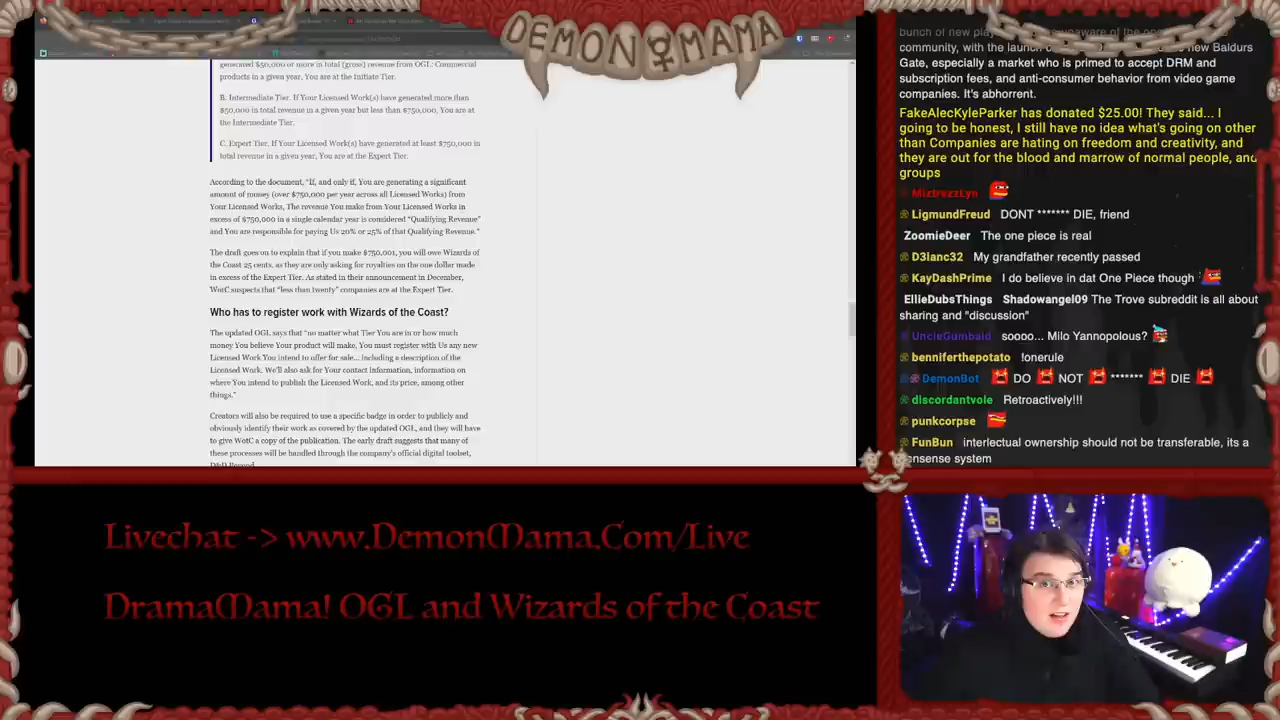 DEMON MAMA
generated $50,000 or more in total (gross) revenue from OGL: Commercial
products in a given year, You are at the Initiate Tier.
B. Intermediate Tier. If Your Licensed Work(s) have generated more than
$50,000 in total revenue in a given year but less than $750,000, You are at
the Intermediate Tier.
C. Expert Tier. If Your Licensed Work(s) have generated at least $750,000 in
total revenue in a given year, You are at the Expert Tier.
According to the document, "If, and only if, You are generating a significant
amount of money (over $750,000 per year across all Licensed Works) from
Your Licensed Works, The revenue You make from Your Licensed Works in
excess of $750,000 in a single calendar year is considered "Qualifying Revenue"
and You are responsible for paying Us 20% or 25% of that Qualifying Revenue."
The draft goes on to explain that if you make $750,001, you will owe Wizards of
the Coast 25 cents, as they are only asking for royalties on the one dollar made
in excess of the Expert Tier. As stated in their announcement in December,
WotC suspects that "less than twenty" companies are at the Expert Tier.
Who has to register work with Wizards of the Coast?
The updated OGL says that "no matter what Tier You are in or how much
money You believe Your product will make, You must register with Us any new
Licensed Work You intend to offer for sale... including a description of the
Licensed Work. We'll also ask for Your contact information, information on
where You intend to publish the Licensed Work, and its price, among other
things."
Creators will also be required to use a specific badge in order to publicly and
obviously identify their work as covered by the updated OGL, and they will have
to give WotC a copy of the publication. The early draft suggests that many of
these processes will be handled through the company's official digital toolset,
D&D Beyond.
community, with the launch of new Baldurs
Gate, especially a market who is primed to accept DRM and
subscription fees, and anti-consumer behavior from video game
companies. It's abhorrent.
FakeAlecKyleParker has donated $25.00! They said... I
going to be honest, I still have no idea what's going on other
than Companies are hating on freedom and creativity, and
they are out for the blood and marrow of normal people, and
groups
MiztrezzLyn
LigmundFreud DONT ******* DIE, friend
ZoomieDeer The one piece is real
D3lanc32 My grandfather recently passed
KayDashPrime I do believe in dat One Piece though
EllieDubsThings Shadowangel09 The Trove subreddit is all about
sharing and "discussion"
UncleGumbald soooo... Milo Yannopolous?
benniferthepotato !onerule
DemonBot DO NOT ******* DIE
discordantvole Retroactively!!!
punkcorpse
FunBun interlectual ownership should not be transferable, its a
nonsense system
Livechat -> www.DemonMama.Com/Live
DramaMama! OGL and Wizards of the Coast